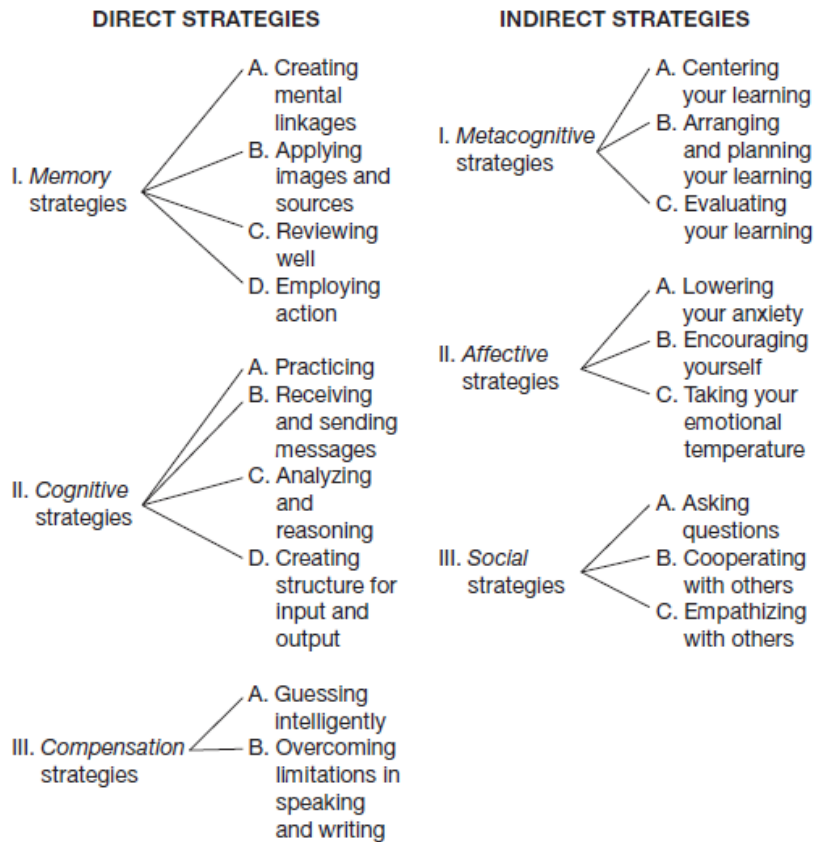 DIRECT STRATEGIES
I. Memory
strategies
A. Creating
mental
linkages
B. Applying
images and
sources
C. Reviewing
well
D. Employing
action
II. Cognitive
strategies
A. Practicing
B. Receiving
and sending
messages
C. Analyzing
and
reasoning
D. Creating
structure for
input and
output
III. Compensation
strategies
A. Guessing
intelligently
B. Overcoming
limitations in
speaking
and writing
INDIRECT STRATEGIES
I. Metacognitive
strategies
A. Centering
your learning
B. Arranging
and planning
your learning
C. Evaluating
your learning
II. Affective
strategies
A. Lowering
your anxiety
B. Encouraging
yourself
C. Taking your
emotional
temperature
III. Social
strategies
A. Asking
questions
B. Cooperating
with others
C. Empathizing
with others